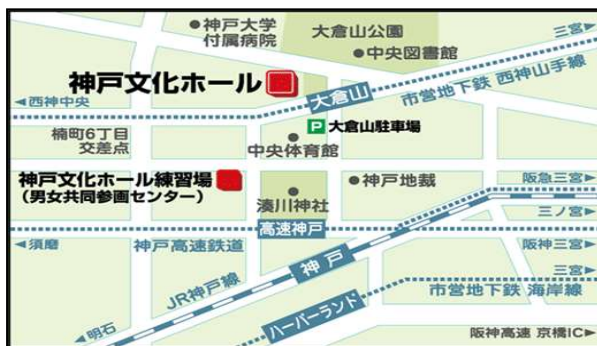 神戸大学
付属病院
大倉山公園
中央図書館
三宮▶
神戸文化ホール
大倉山
市営地下鉄 西神山手線
◀西神中央
P 大倉山駐車場
楠町6丁目
交差点
中央体育館
神戸文化ホール練習場
(男女共同参画センター)
神戸地裁
阪急三宮▶
湊川神社
三ノ宮▶
高速神戸
◀須磨
神戸高速鉄道
阪神三宮▶
神戸
三宮▶
JR神戸線
市営地下鉄 海岸線
ハーバーランド
◀明石
阪神高速 京橋IC▶